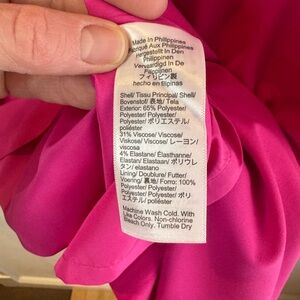 Made In Philippines
Fabriqué Aux Philippines
Hergestellt In Den
Philippinen
Vervaardigd In De
Filippijnen
フィリピン製
hecho en filipinas
Shell/ Tissu Principal/ Shell/
Bovenstof/ 表地/ Tela
Exterior: 65% Polyester/
Polyester/ Polyester/
Polyester/ ポリエステル/
poliéster
31% Viscose/ Viscose/
Viskose/ Viscose/ レーヨン/
viscosa
4% Elastane/ Élasthanne/
Elastan/ Elastaan/ ポリウレ
タン/ elastano
Lining/ Doublure/ Futter/
Voering/ 裏地/ Forro: 100%
Polyester/ Polyester/
Polyester/ Polyester/ ポリ
エステル/ poliéster
Machine Wash Cold. With
Like Colors. Non-chlorine
Bleach Only. Tumble Dry